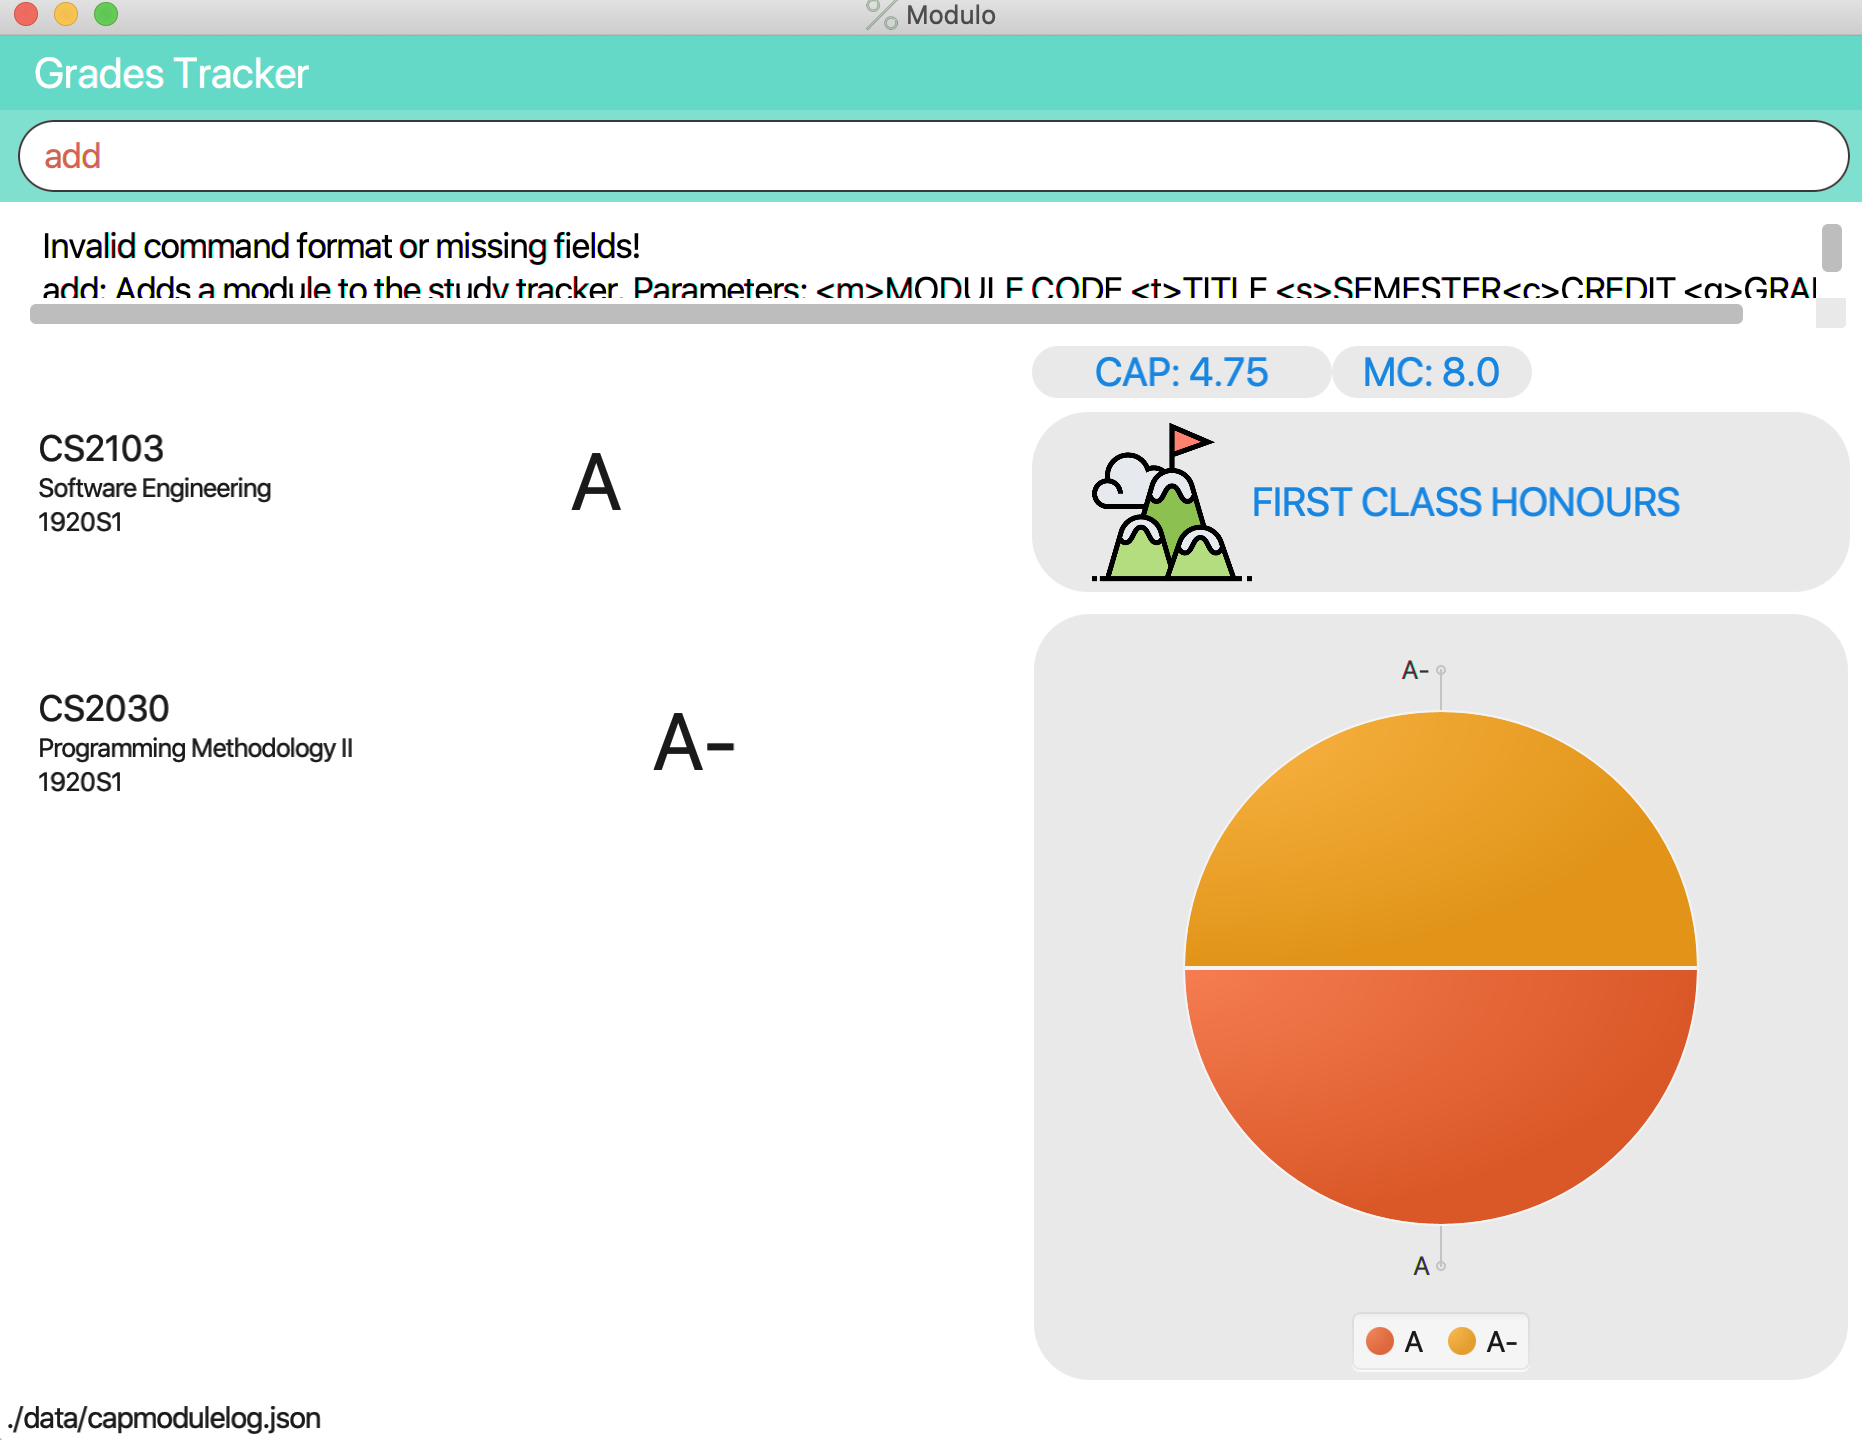 Modulo
Grades Tracker
add
Invalid command format or missing fields!
add: Adds a module to the study tracker. Parameters: <m>MODULE CODE <t>TITLE <s>SEMESTER<c>CREDIT <g>GRA
CAP: 4.75 MC: 8.0
CS2103
Software Engineering
1920S1
A
FIRST CLASS HONOURS
CS2030
Programming Methodology II
1920S1
A-
A-
A
A A-
./data/capmodulelog.json